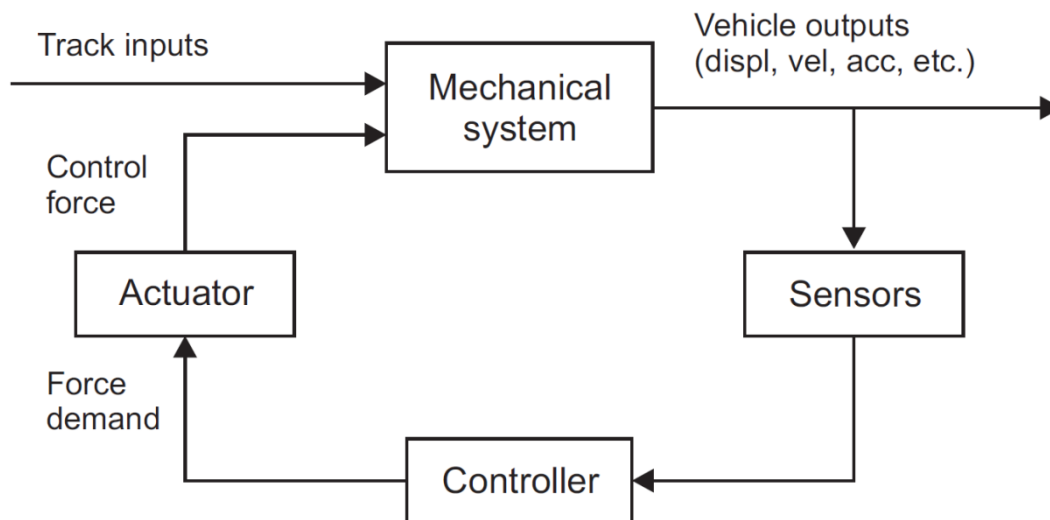 Track inputs
Vehicle outputs
(displ, vel, acc, etc.)
Mechanical
system
Control
force
Actuator
Sensors
Force
demand
Controller